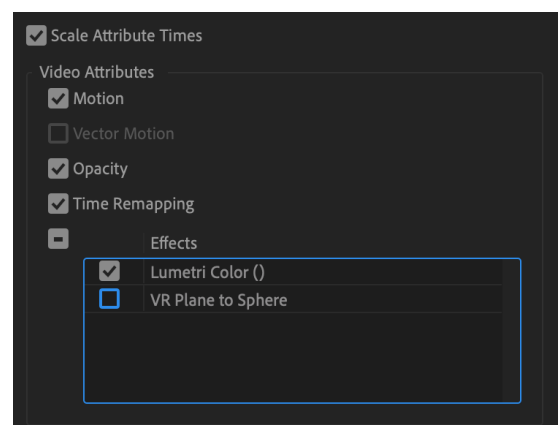 Scale Attribute Times
Video Attributes
Motion
Vector Motion
Opacity
Time Remapping
Effects
Lumetri Color ()
VR Plane to Sphere